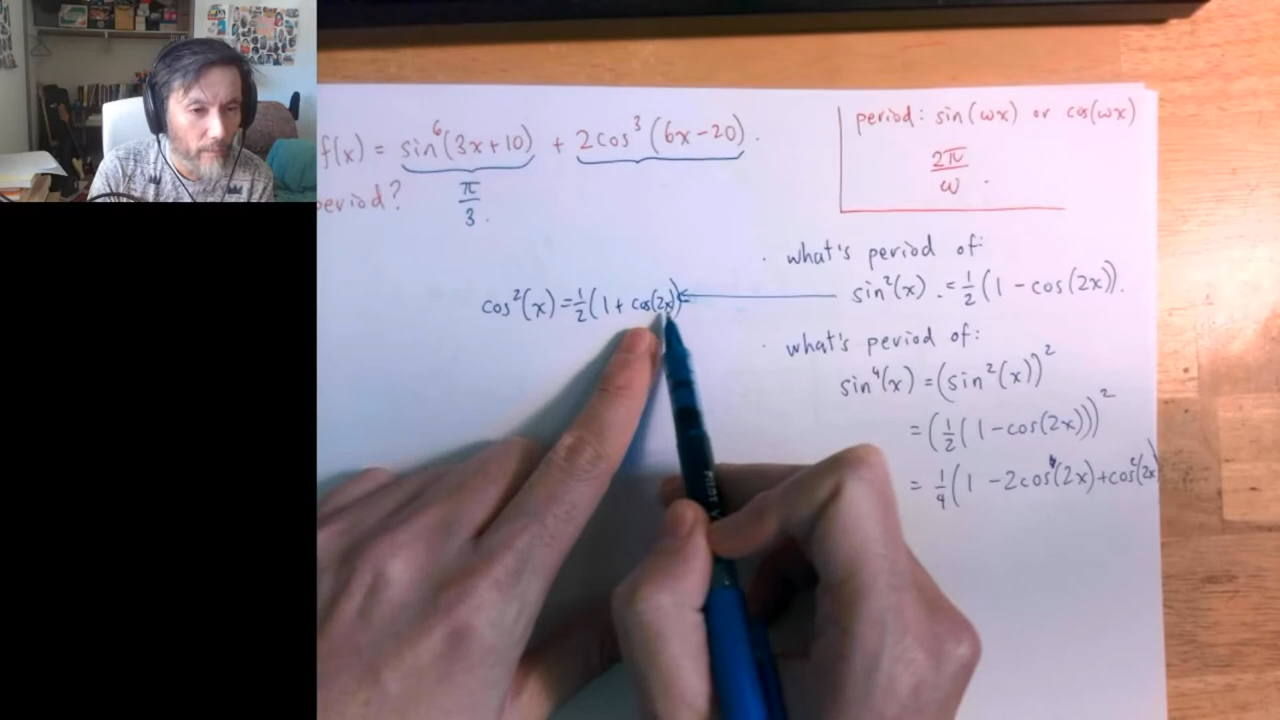 f(x) = sin⁶(3x+10) + 2cos³(6x-20).
period?
π/3.
period: sin(ωx) or cos(ωx)
2π/ω.
· what's period of:
sin²(x). = 1/2(1 - cos(2x)).
cos²(x) = 1/2(1 + cos(2x))
· what's period of:
sin⁴(x) = (sin²(x))²
= (1/2(1-cos(2x)))²
= 1/4(1 - 2cos(2x)+cos²(2x)
PILOT V